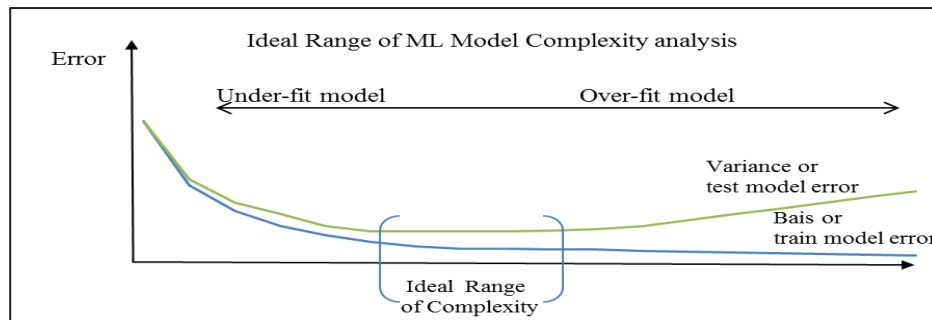 Ideal Range of ML Model Complexity analysis
Error
Under-fit model
Over-fit model
Variance or
test model error
Bais or
train model error
Ideal Range
of Complexity